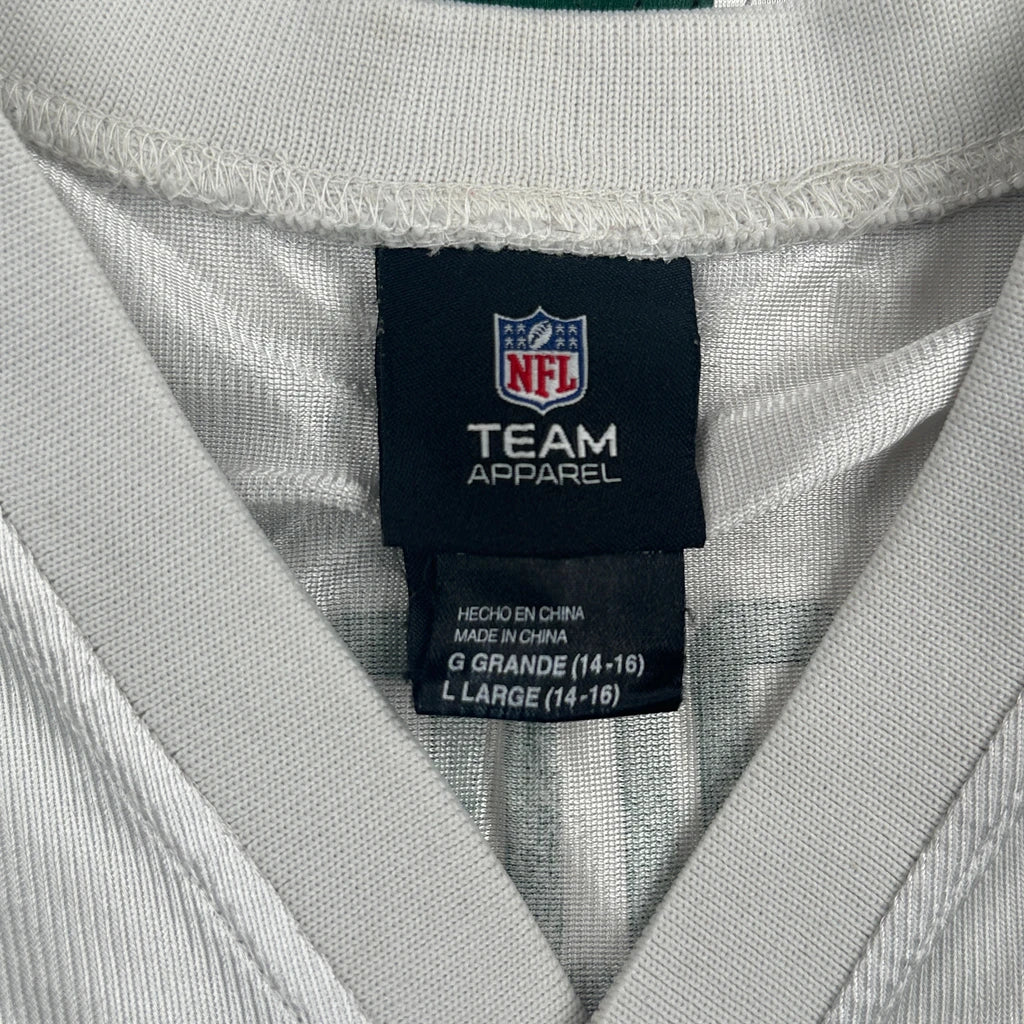 NFL
TEAM
APPAREL
HECHO EN CHINA
MADE IN CHINA
G GRANDE (14-16)
L LARGE (14-16)